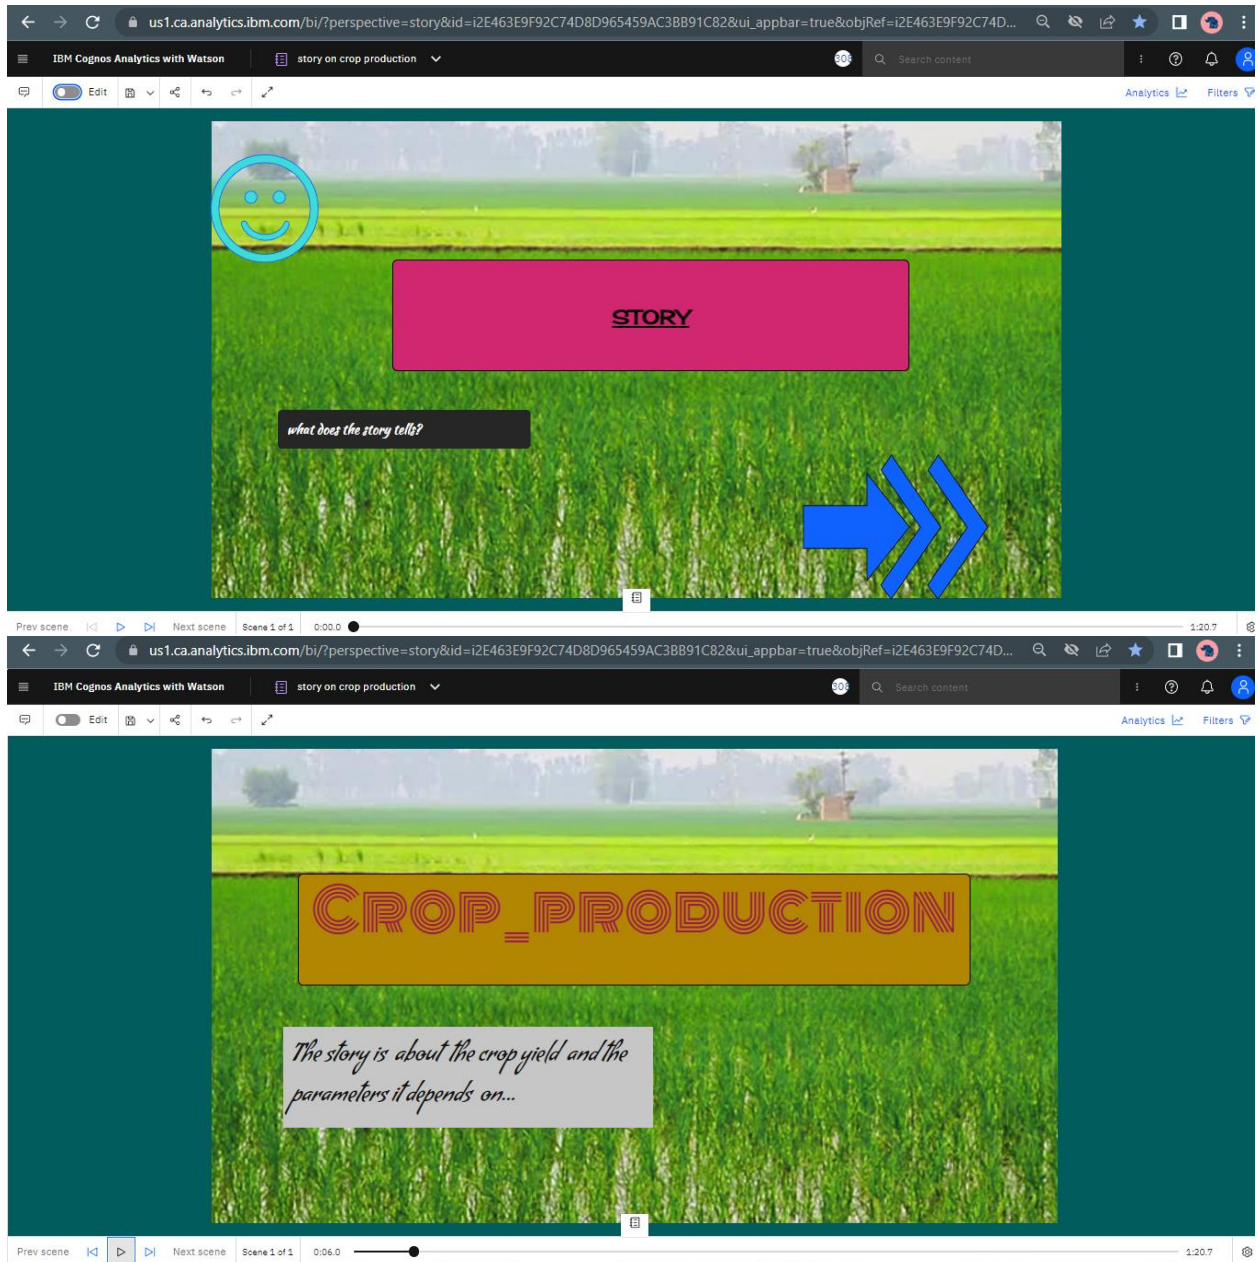 us1.ca.analytics.ibm.com/bi/?perspective=story&id=i2E463E9F92C74D8D965459AC3BB91C82&ui_appbar=true&objRef=i2E463E9F92C74D...
IBM Cognos Analytics with Watson story on crop production Search content
Edit Analytics Filters
STORY
what does the story tells?
Prev scene Next scene Scene 1 of 1 0:00.0 1:20.7
us1.ca.analytics.ibm.com/bi/?perspective=story&id=i2E463E9F92C74D8D965459AC3BB91C82&ui_appbar=true&objRef=i2E463E9F92C74D...
IBM Cognos Analytics with Watson story on crop production Search content
Edit Analytics Filters
Crop_production
The story is about the crop yield and the
parameters it depends on...
Prev scene Next scene Scene 1 of 1 0:06.0 1:20.7